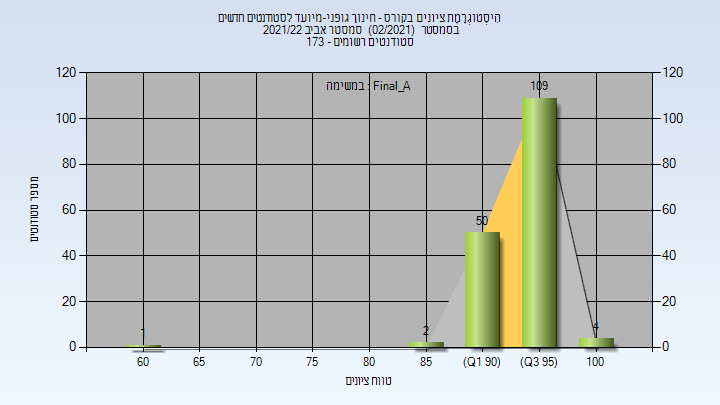 הִיסְטוֹגְרַמַּת ציונים בקורס - חינוך גופני-מיועד לסטודנטים חדשים
בסמסטר (02/2021) סמסטר אביב 2021/22
סטודנטים רשומים - 173
במשימה : Final_A
120 120
100 100
80 80
60 60
40 40
20 20
0 0
מספר סטודנטים
1 2 50 109 4
60 65 70 75 80 85 (Q1 90) (Q3 95) 100
טווח ציונים